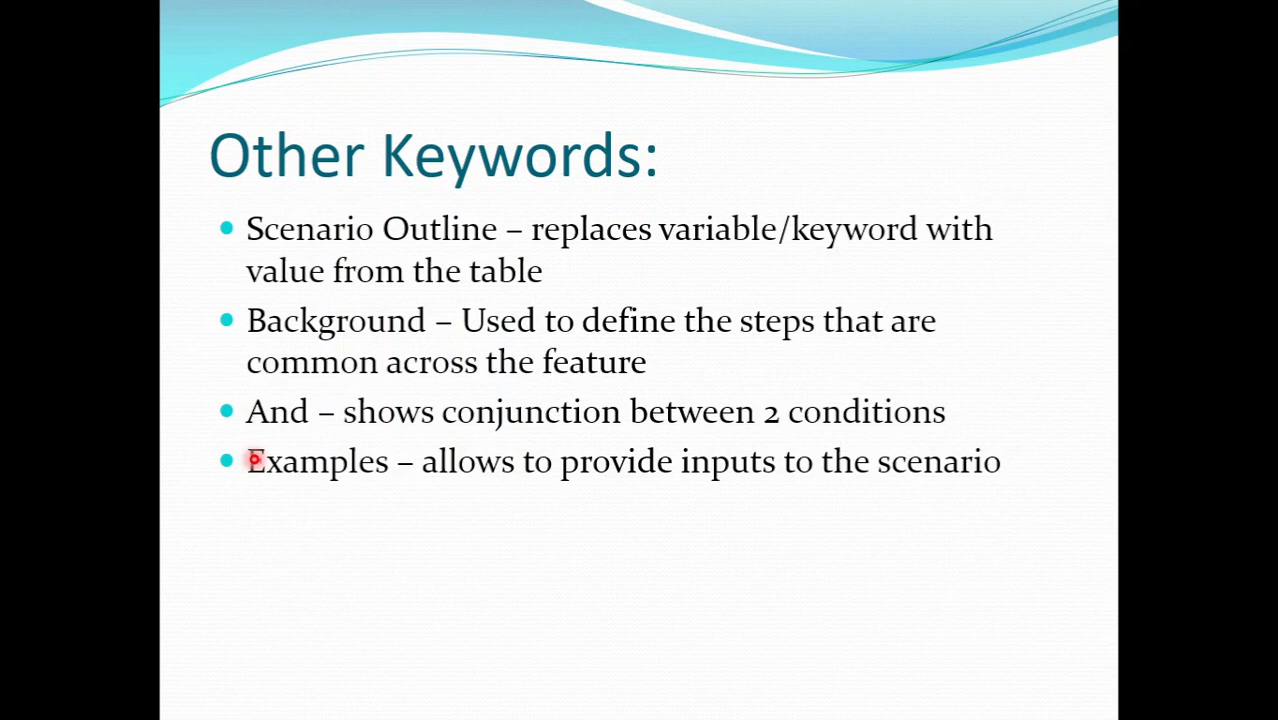 Other Keywords:
Scenario Outline – replaces variable/keyword with
value from the table
Background – Used to define the steps that are
common across the feature
And – shows conjunction between 2 conditions
Examples – allows to provide inputs to the scenario